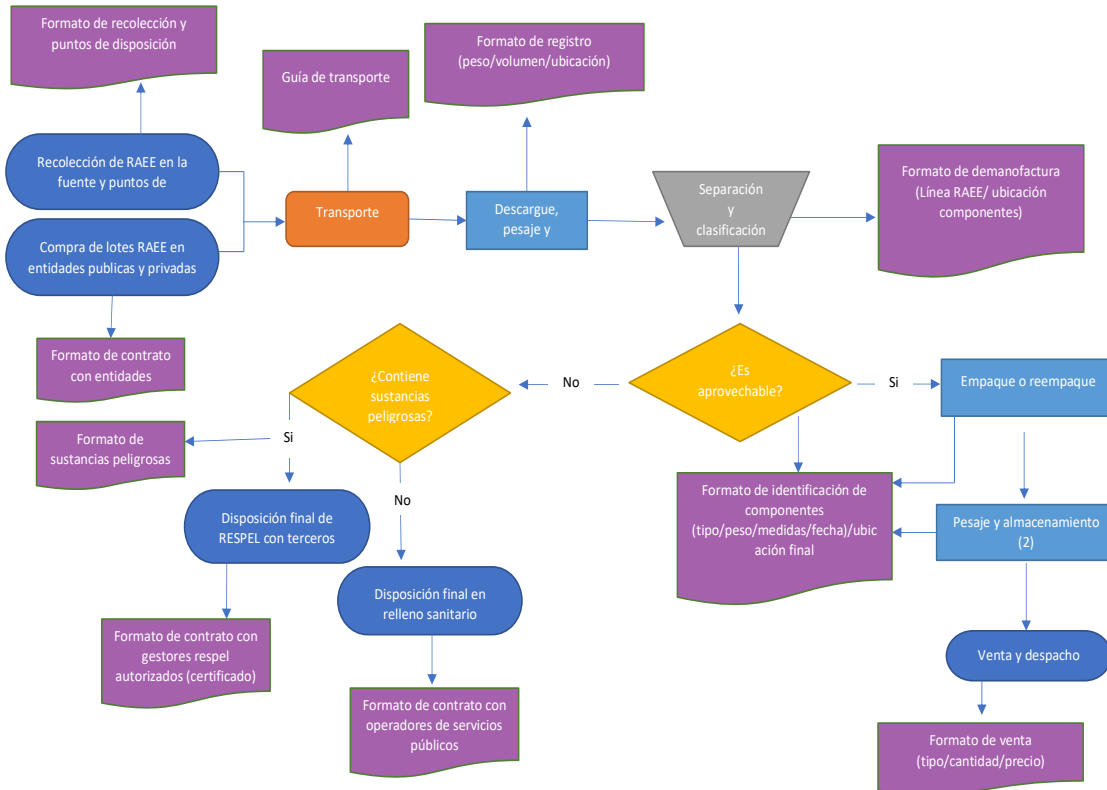 Formato de recolección y
puntos de disposición
Formato de registro
(peso/volumen/ubicación)
Guía de transporte
Recolección de RAEE en la
fuente y puntos de
Compra de lotes RAEE en
entidades publicas y privadas
Transporte
Descargue,
pesaje y
Separación
y
clasificación
Formato de demanofactura
(Línea RAEE/ ubicación
componentes)
Formato de contrato
con entidades
¿Contiene
sustancias
peligrosas?
No
¿Es
aprovechable?
Si
Empaque o reempaque
Formato de
sustancias peligrosas
Si
No
Disposición final de
RESPEL con terceros
Formato de identificación de
componentes
(tipo/peso/medidas/fecha)/ubic
ación final
Pesaje y almacenamiento
(2)
Disposición final en
relleno sanitario
Formato de contrato con
gestores respel
autorizados (certificado)
Venta y despacho
Formato de contrato con
operadores de servicios
públicos
Formato de venta
(tipo/cantidad/precio)